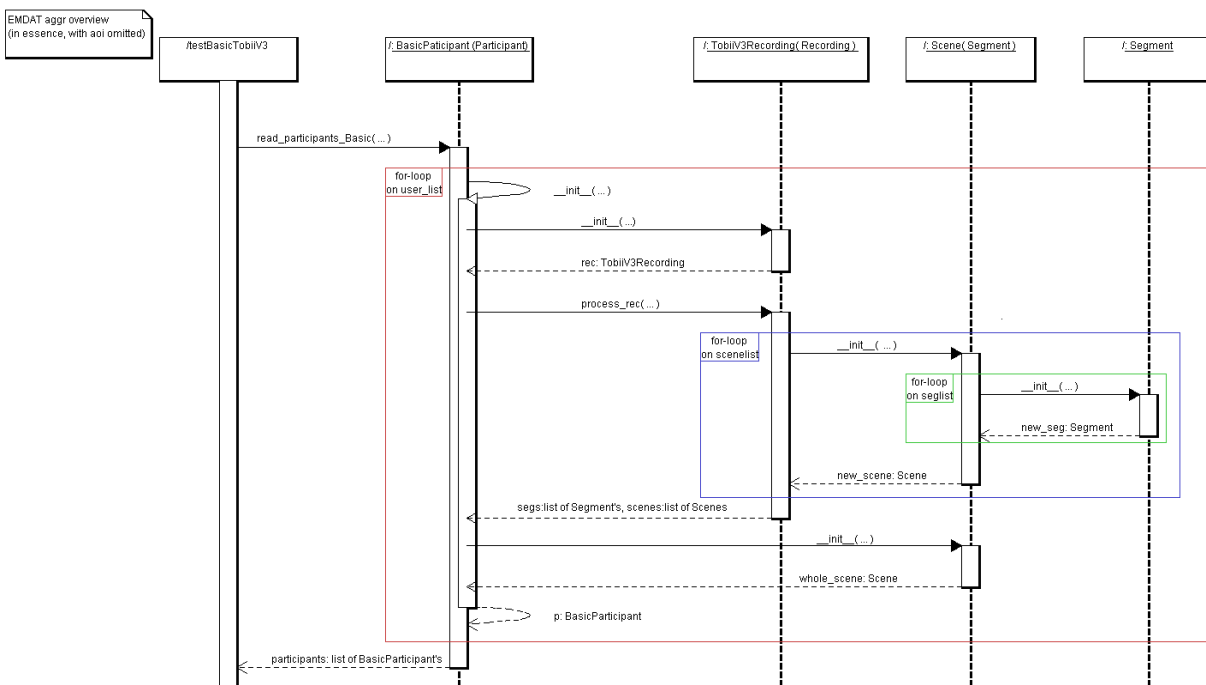 EMDAT aggr overview
(in essence, with aoi omitted)
/testBasicTobiiV3
/: BasicPaticipant (Participant)
/: TobiiV3Recording( Recording )
/: Scene( Segment )
/: Segment
read_participants_Basic( ... )
for-loop
on user_list
__init__( ... )
__init__( ...)
rec: TobiiV3Recording
process_rec( ... )
for-loop
on scenelist
__init__( ... )
for-loop
on seglist
__init__( ... )
new_seg: Segment
new_scene: Scene
segs:list of Segment's, scenes:list of Scenes
__init__( ... )
whole_scene: Scene
p: BasicParticipant
participants: list of BasicParticipant's